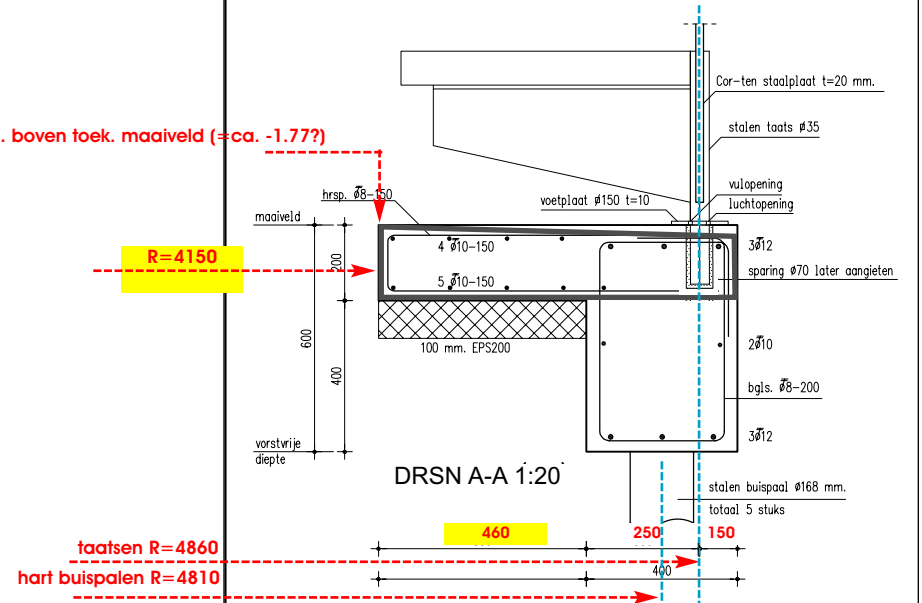 Cor-ten staalplaat t=20 mm.
. boven toek. maaiveld (=ca. -1.77?)
stalen taats ø35
vulopening
hrsp. ø8-150
voetplaat ø150 t=10
luchtopening
maaiveld
4 ø10-150
3ø12
R=4150
200
sparing ø70 later aangieten
5 ø10-150
600
100 mm. EPS200
2ø10
400
bgls. ø8-200
vorstvrije
diepte
3ø12
DRSN A-A 1:20
stalen buispaal ø168 mm.
totaal 5 stuks
460
250
150
taatsen R=4860
400
hart buispalen R=4810